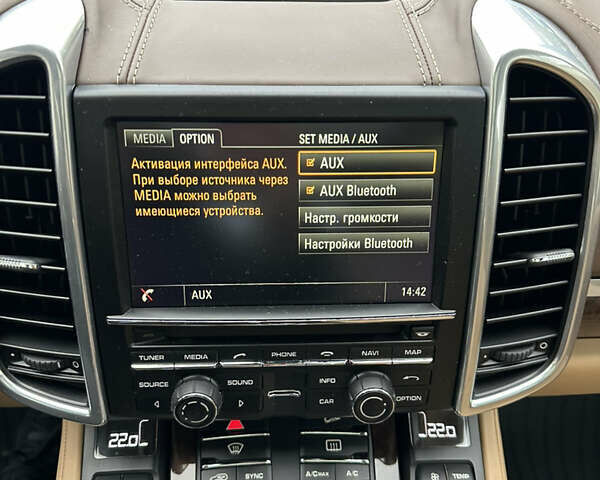 MEDIA OPTION SET MEDIA / AUX
Активация интерфейса AUX.
При выборе источника через
MEDIA можно выбрать
имеющиеся устройства.
AUX
AUX Bluetooth
Настр. громкости
Настройки Bluetooth
AUX 14:42
TUNER MEDIA PHONE NAVI MAP
SOURCE SOUND INFO
CAR OPTION
22.0 22.0
SYNC A/C MAX A/C TEMP